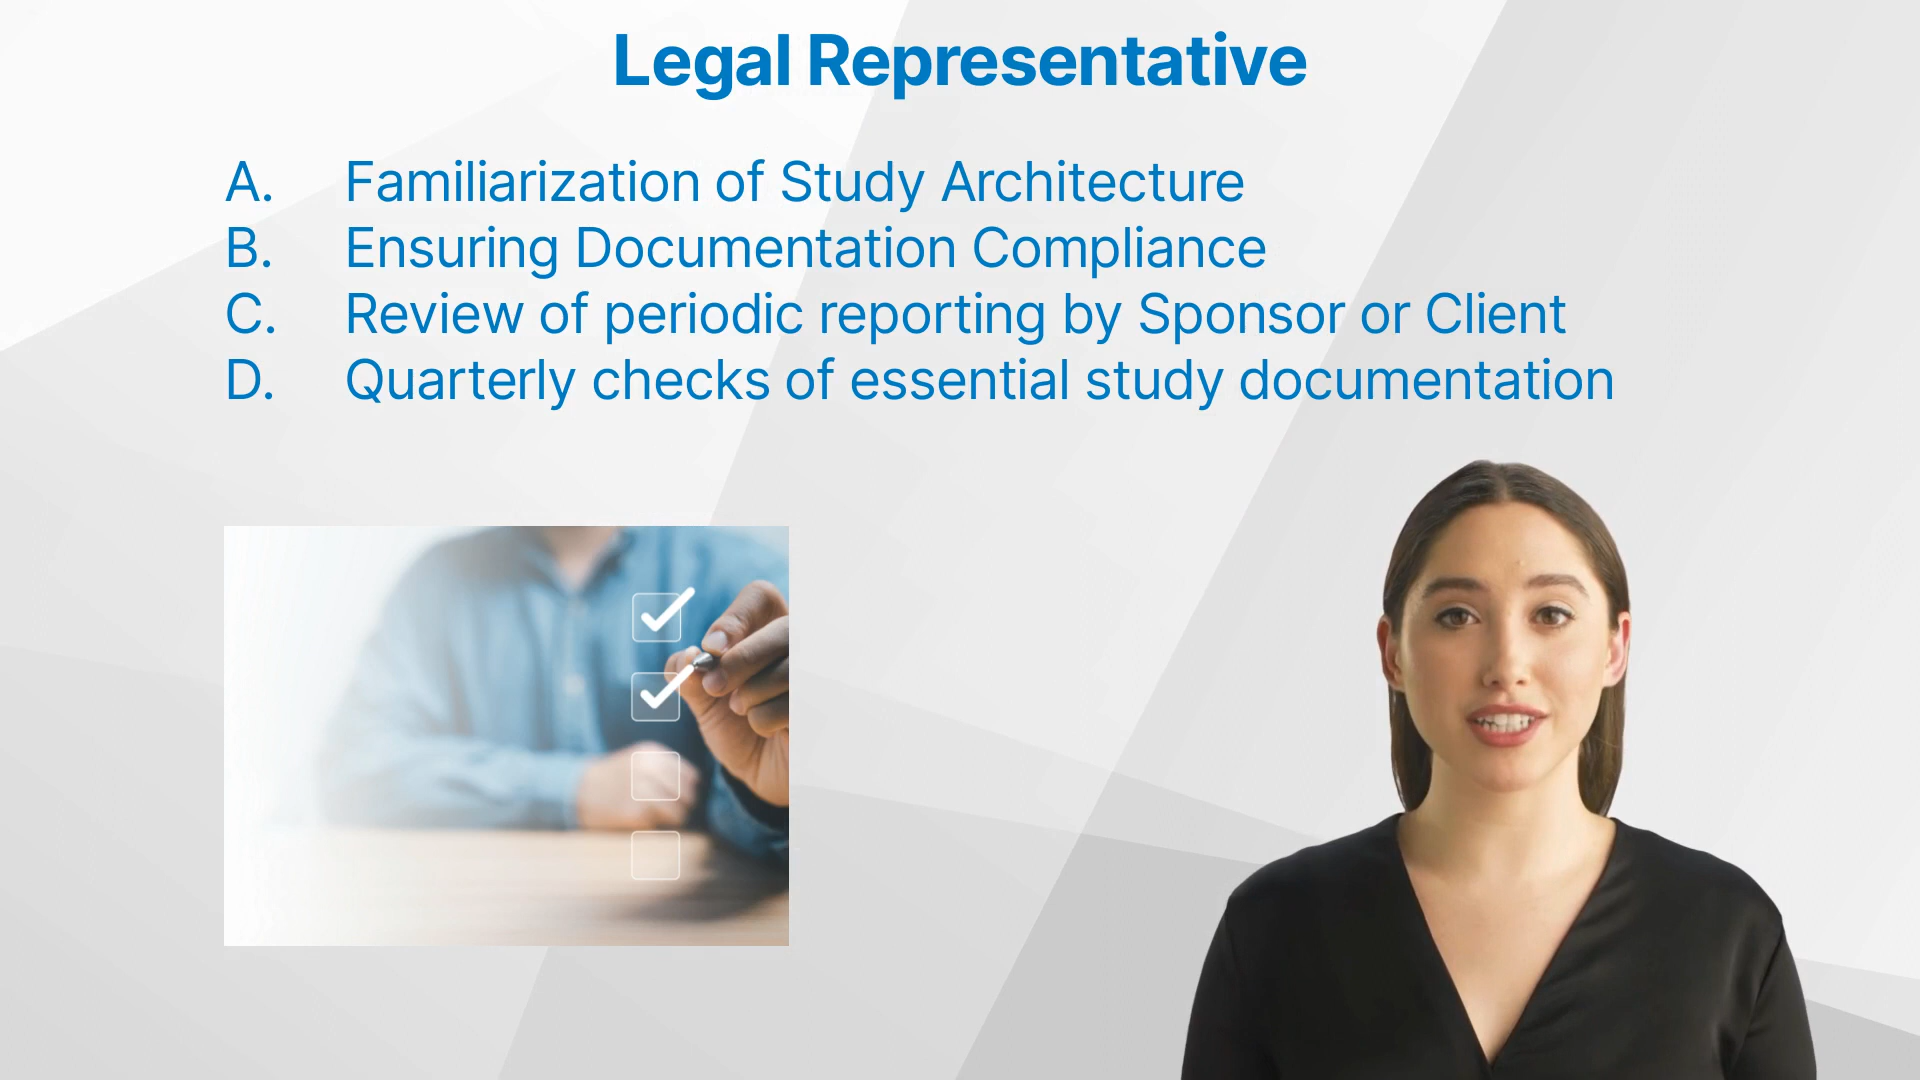 Legal Representative
A. Familiarization of Study Architecture
B. Ensuring Documentation Compliance
C. Review of periodic reporting by Sponsor or Client
D. Quarterly checks of essential study documentation